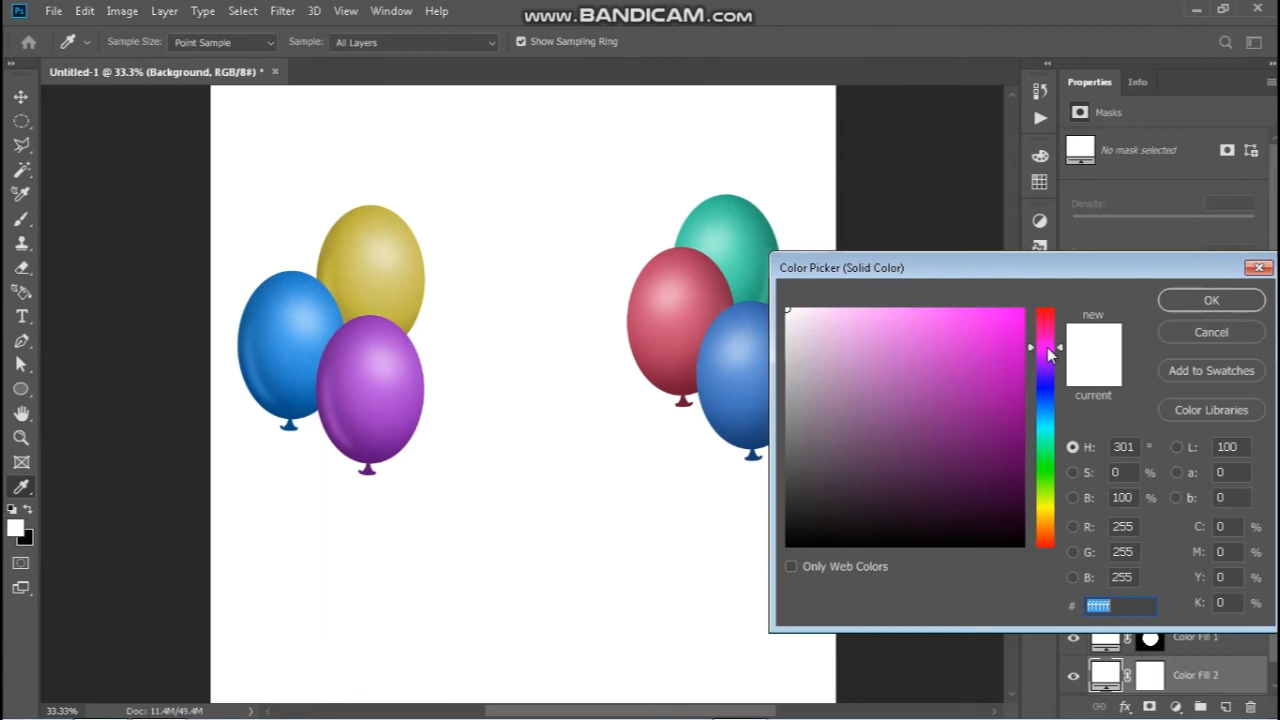 Ps File Edit Image Layer Type Select Filter 3D View Window Help
www.BANDICAM.com
Sample Size: Point Sample Sample: All Layers Show Sampling Ring
Untitled-1 @ 33.3% (Background, RGB/8#) *
Properties Info
Masks
No mask selected
Density:
Color Picker (Solid Color)
new
current
OK
Cancel
Add to Swatches
Color Libraries
H: 301 ° L: 100
S: 0 % a: 0
B: 100 % b: 0
R: 255 C: 0 %
G: 255 M: 0 %
B: 255 Y: 0 %
# ffffff K: 0 %
Only Web Colors
Color Fill 1
Color Fill 2
fx
33.33% Doc: 11.4M/49.4M